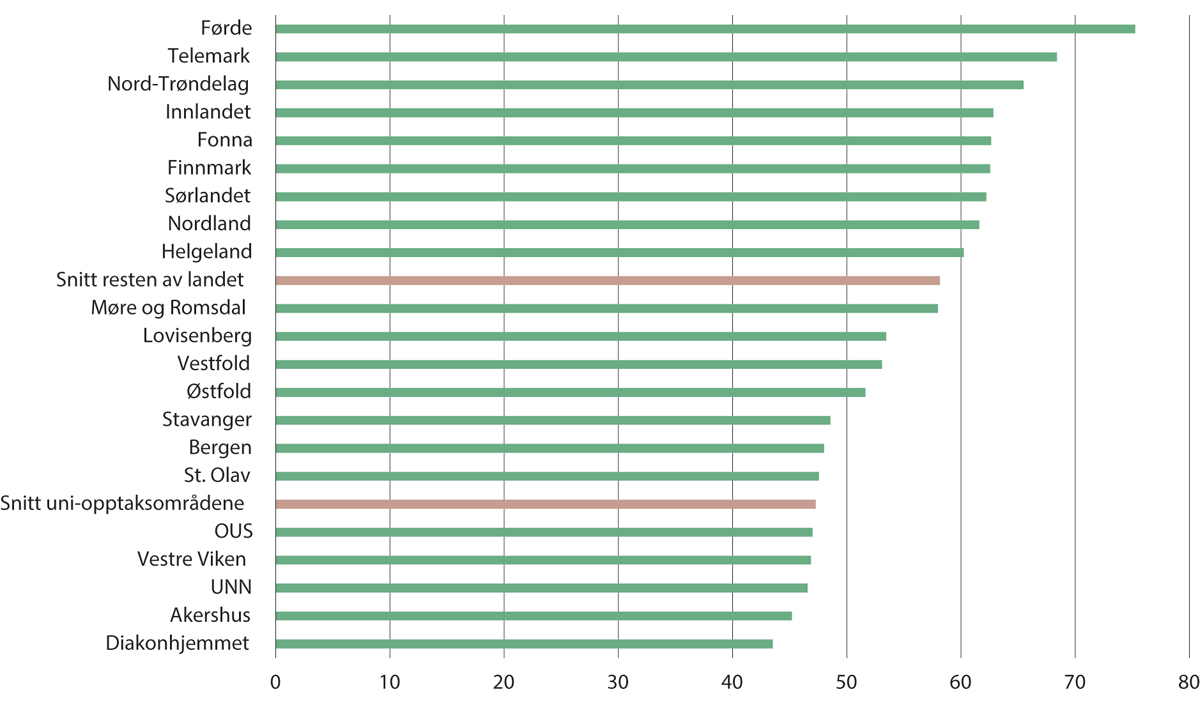 Førde
Telemark
Nord-Trøndelag
Innlandet
Fonna
Finnmark
Sørlandet
Nordland
Helgeland
Snitt resten av landet
Møre og Romsdal
Lovisenberg
Vestfold
Østfold
Stavanger
Bergen
St. Olav
Snitt uni-opptaksområdene
OUS
Vestre Viken
UNN
Akershus
Diakonhjemmet
0 10 20 30 40 50 60 70 80